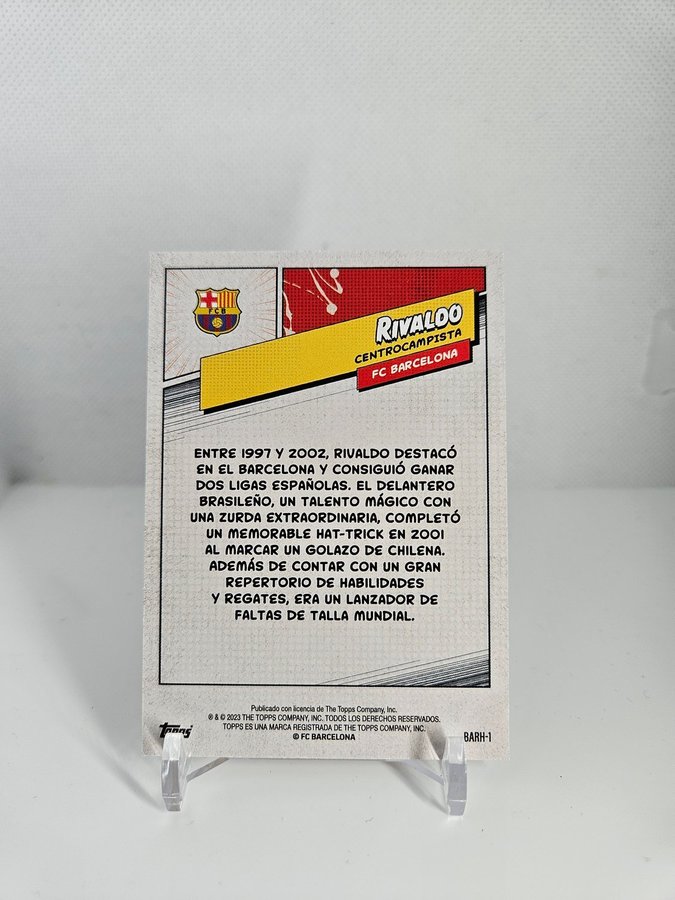 FCB
RIVALDO
CENTROCAMPISTA
FC BARCELONA
ENTRE 1997 Y 2002, RIVALDO DESTACÓ
EN EL BARCELONA Y CONSIGUIÓ GANAR
DOS LIGAS ESPAÑOLAS. EL DELANTERO
BRASILEÑO, UN TALENTO MÁGICO CON
UNA ZURDA EXTRAORDINARIA, COMPLETÓ
UN MEMORABLE HAT-TRICK EN 2001
AL MARCAR UN GOLAZO DE CHILENA.
ADEMÁS DE CONTAR CON UN GRAN
REPERTORIO DE HABILIDADES
Y REGATES, ERA UN LANZADOR DE
FALTAS DE TALLA MUNDIAL.
Publicado con licencia de The Topps Company, Inc.
® & © 2023 THE TOPPS COMPANY, INC. TODOS LOS DERECHOS RESERVADOS.
TOPPS ES UNA MARCA REGISTRADA DE THE TOPPS COMPANY, INC.
© FC BARCELONA
Topps
BARH-1